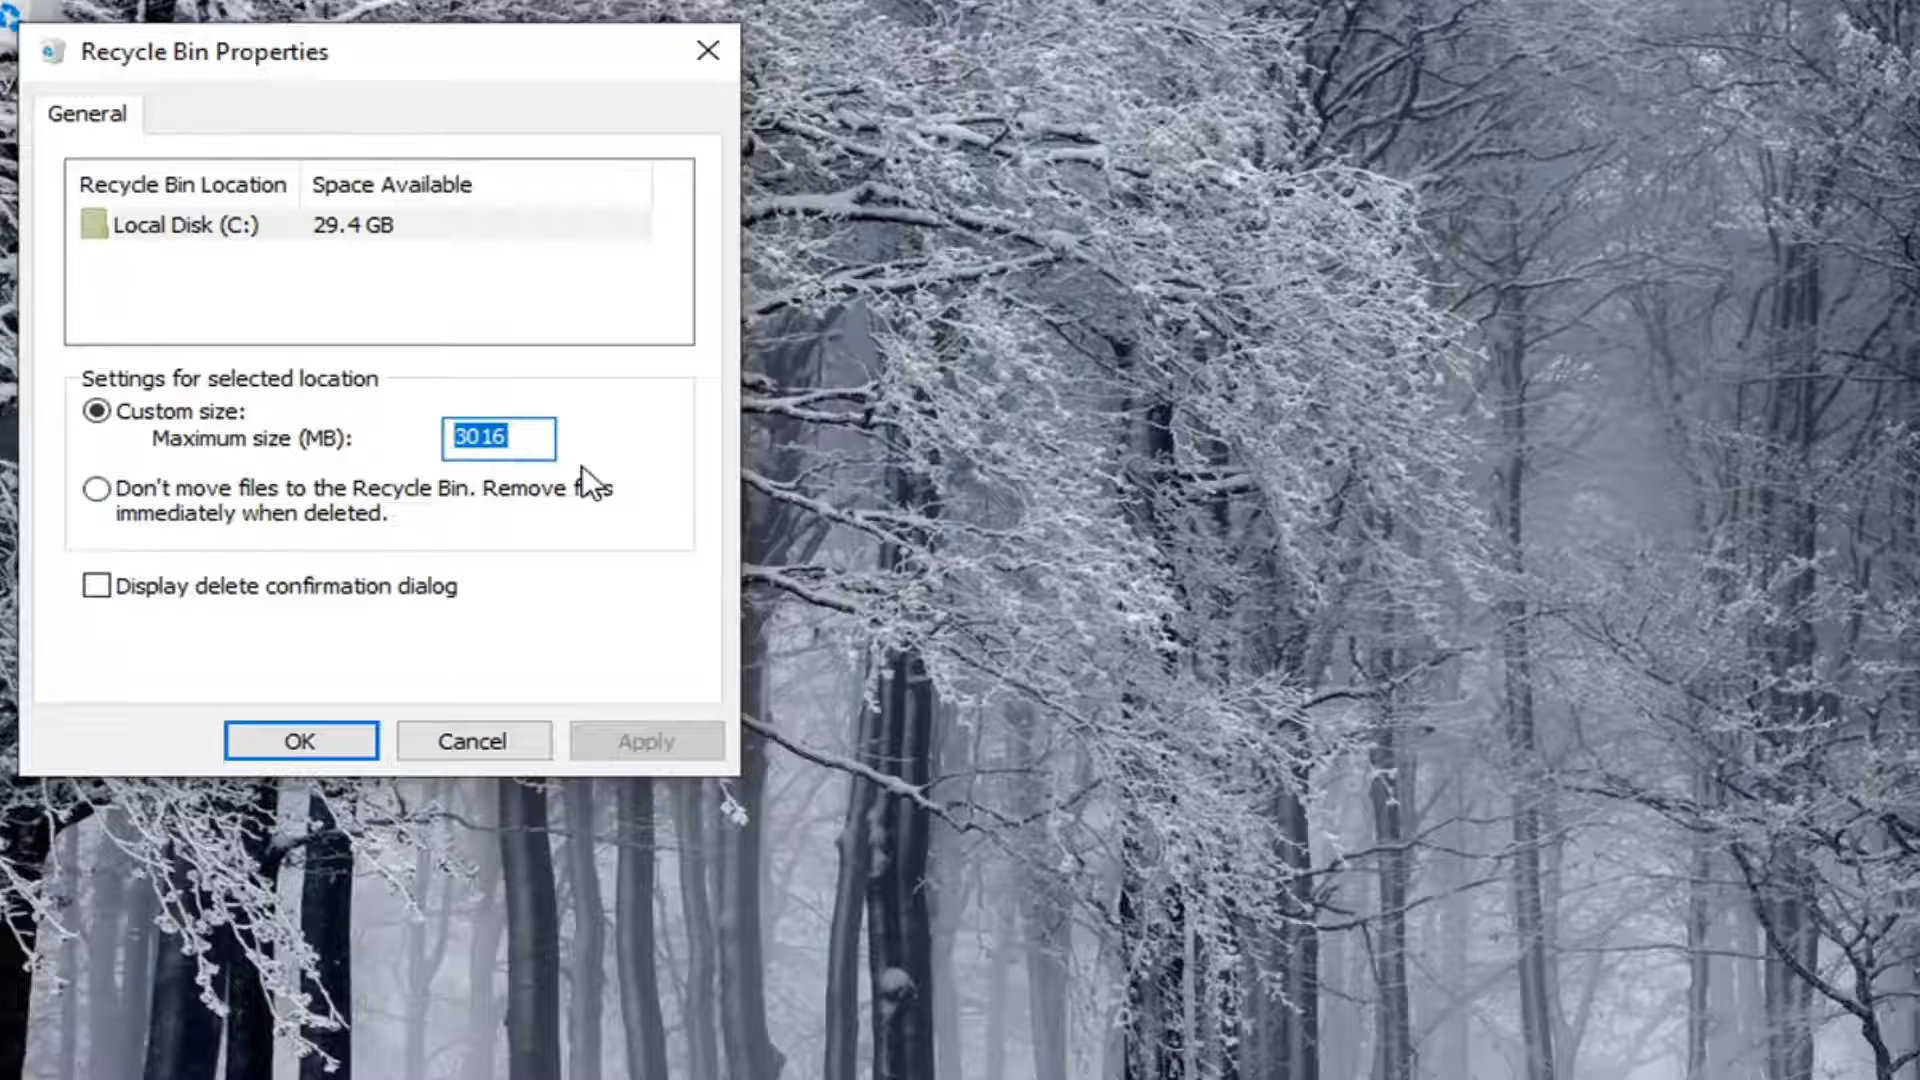 Recycle Bin Properties
General
Recycle Bin Location Space Available
Local Disk (C:) 29.4 GB
Settings for selected location
Custom size:
Maximum size (MB): 3016
Don't move files to the Recycle Bin. Remove files
immediately when deleted.
Display delete confirmation dialog
OK Cancel Apply